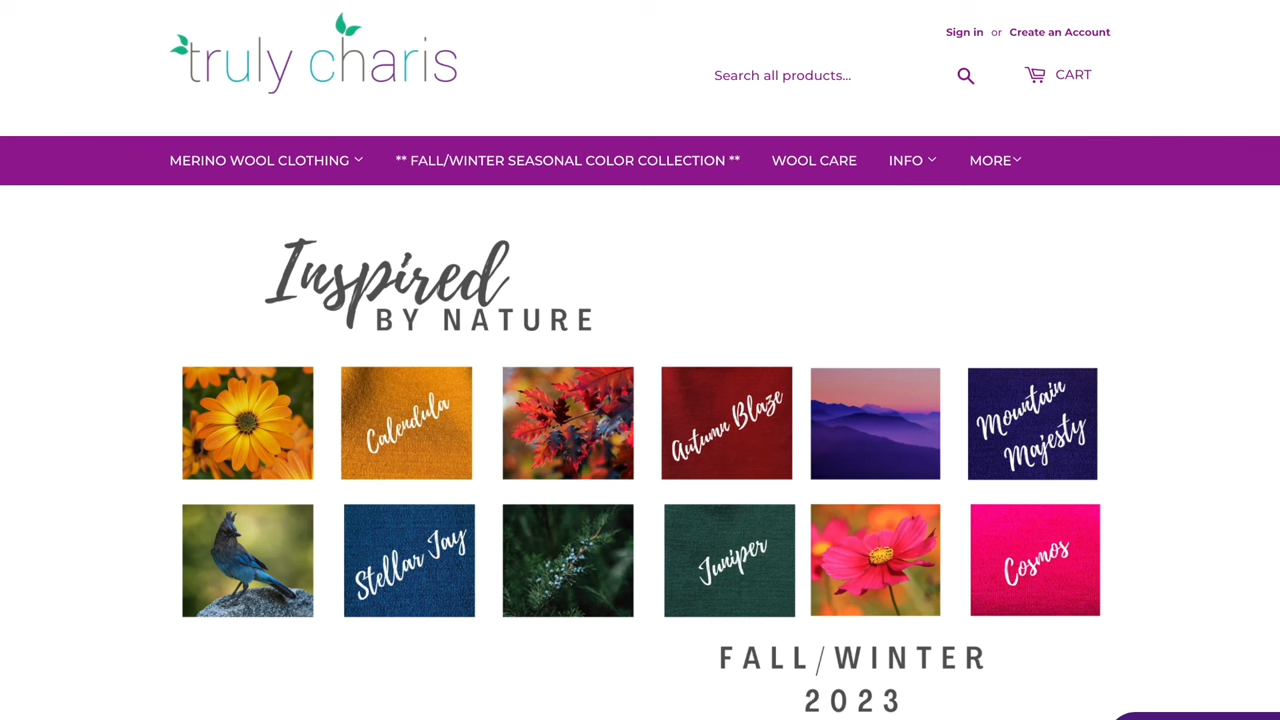 truly charis
Sign in or Create an Account
Search all products...
CART
MERINO WOOL CLOTHING
** FALL/WINTER SEASONAL COLOR COLLECTION **
WOOL CARE
INFO
MORE
Inspired
BY NATURE
Calendula
Autumn Blaze
Mountain
Majesty
Stellar Jay
Juniper
Cosmos
FALL/WINTER
2023